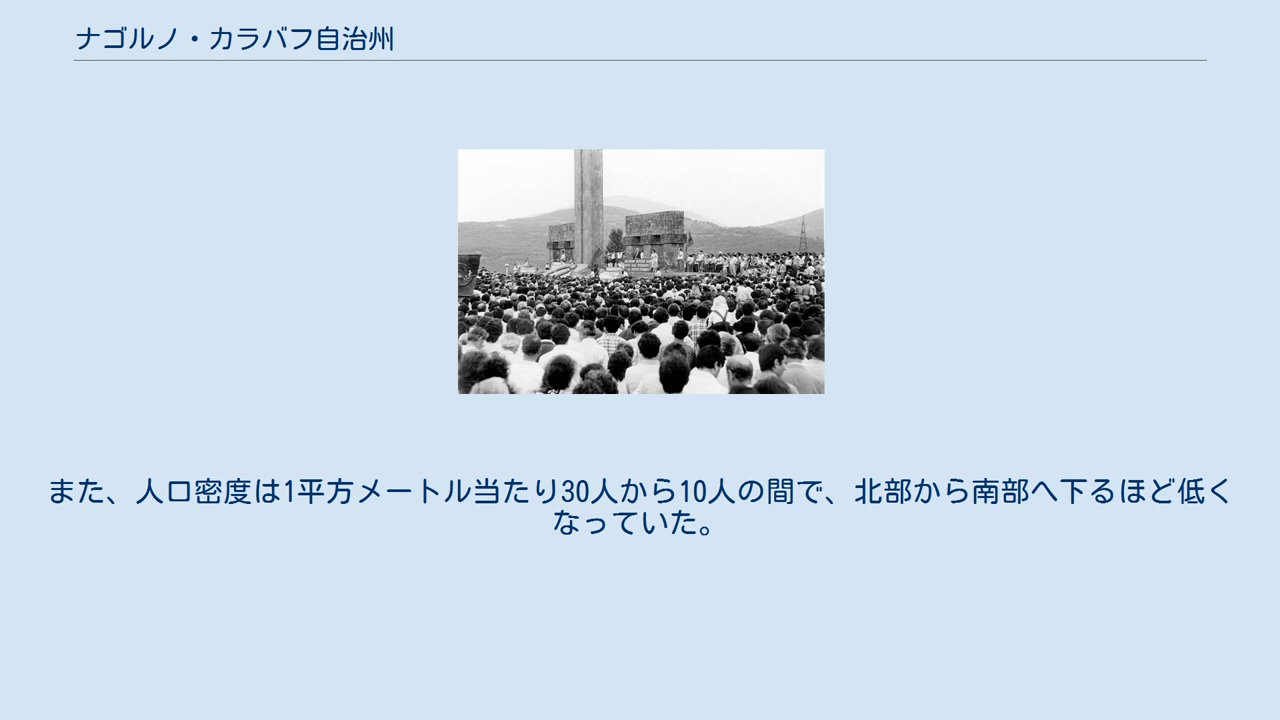 ナゴルノ・カラバフ自治州
また、人口密度は1平方メートル当たり30人から10人の間で、北部から南部へ下るほど低く
なっていた。